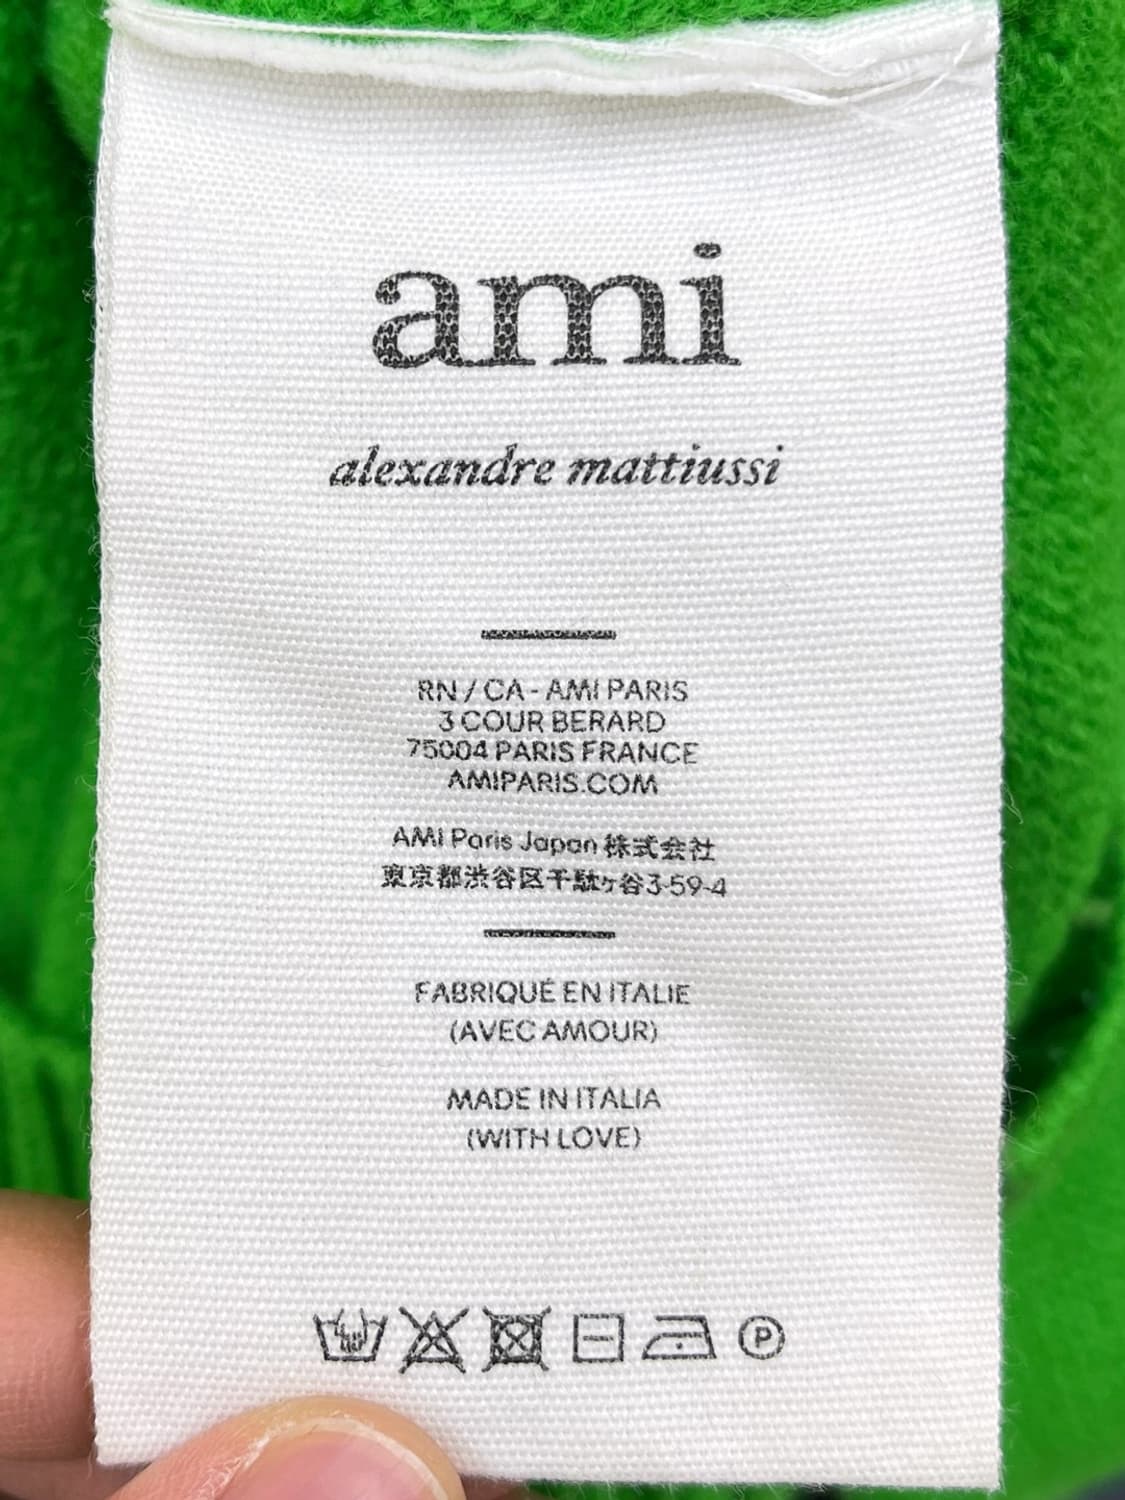 ami
alexandre mattiussi
RN / CA - AMI PARIS
3 COUR BERARD
75004 PARIS FRANCE
AMIPARIS.COM
AMI Paris Japan 株式会社
東京都渋谷区千駄ヶ谷3-59-4
FABRIQUÉ EN ITALIE
(AVEC AMOUR)
MADE IN ITALIA
(WITH LOVE)
P